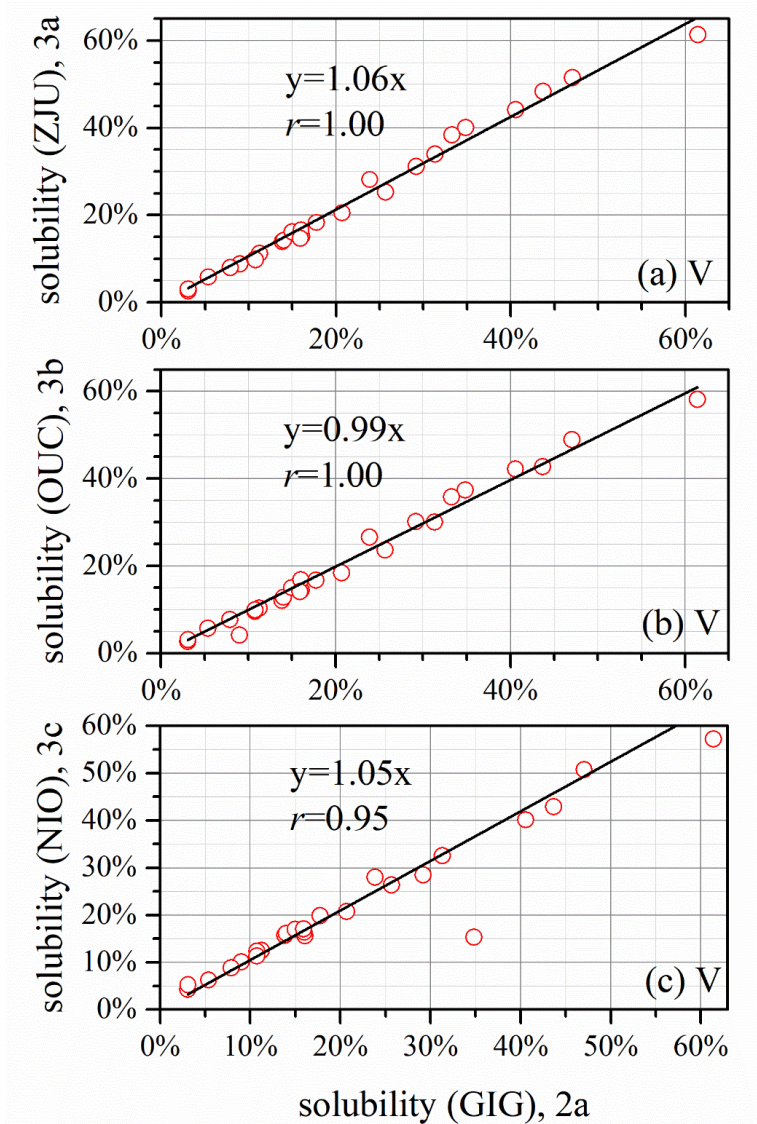 60%
40%
20%
0%
solubility (ZJU), 3a
y=1.06x
r=1.00
(a) V
0% 20% 40% 60%
60%
40%
20%
0%
solubility (OUC), 3b
y=0.99x
r=1.00
(b) V
0% 20% 40% 60%
60%
50%
40%
30%
20%
10%
0%
solubility (NIO), 3c
y=1.05x
r=0.95
(c) V
0% 10% 20% 30% 40% 50% 60%
solubility (GIG), 2a